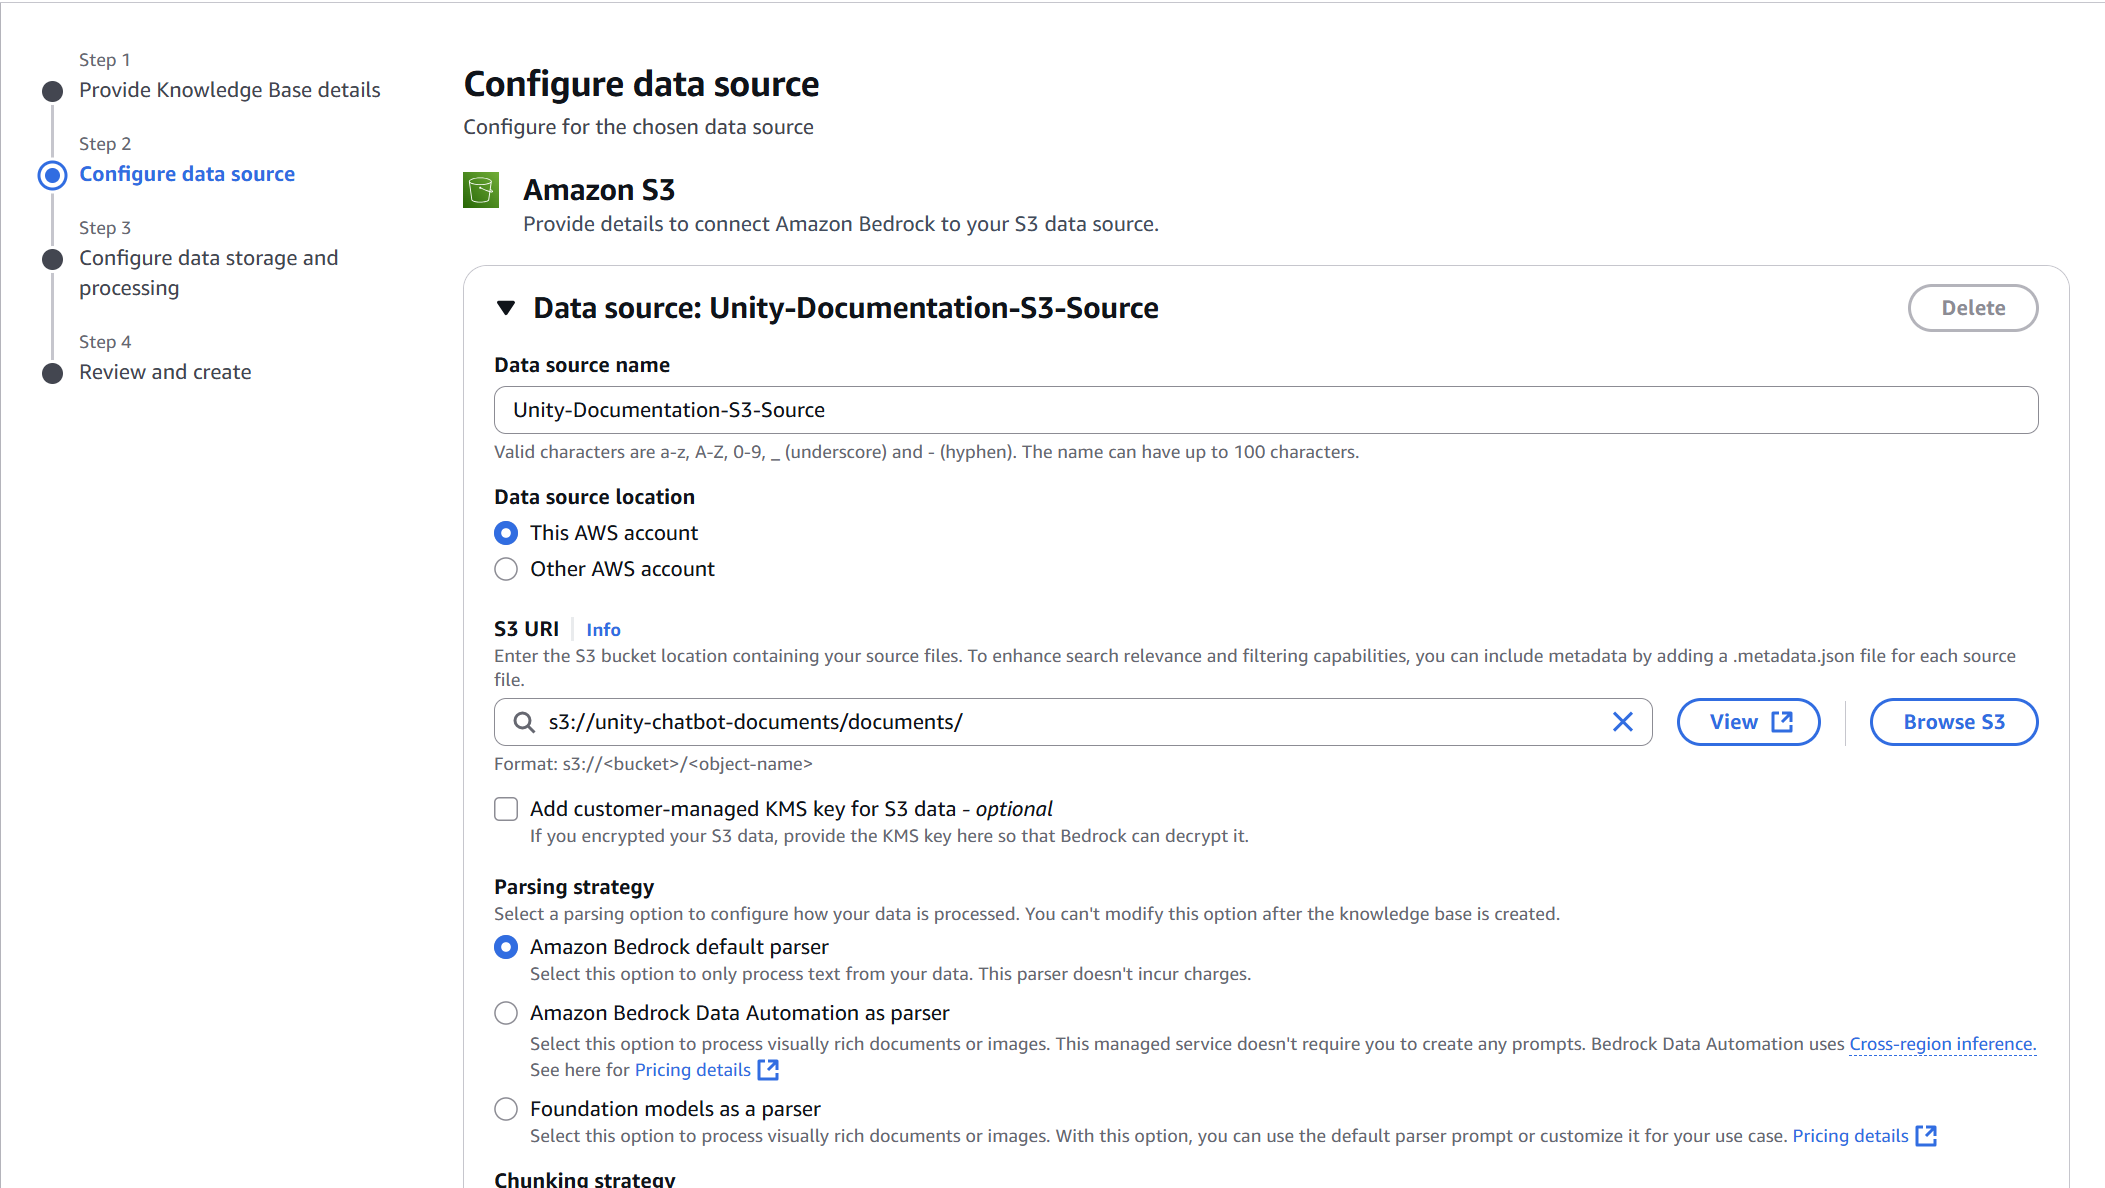 Step 1
Provide Knowledge Base details
Step 2
Configure data source
Step 3
Configure data storage and
processing
Step 4
Review and create
Configure data source
Configure for the chosen data source
Amazon S3
Provide details to connect Amazon Bedrock to your S3 data source.
Data source: Unity-Documentation-S3-Source
Delete
Data source name
Unity-Documentation-S3-Source
Valid characters are a-z, A-Z, 0-9, _ (underscore) and - (hyphen). The name can have up to 100 characters.
Data source location
This AWS account
Other AWS account
S3 URI Info
Enter the S3 bucket location containing your source files. To enhance search relevance and filtering capabilities, you can include metadata by adding a .metadata.json file for each source
file.
s3://unity-chatbot-documents/documents/
View
Browse S3
Format: s3://<bucket>/<object-name>
Add customer-managed KMS key for S3 data - optional
If you encrypted your S3 data, provide the KMS key here so that Bedrock can decrypt it.
Parsing strategy
Select a parsing option to configure how your data is processed. You can't modify this option after the knowledge base is created.
Amazon Bedrock default parser
Select this option to only process text from your data. This parser doesn't incur charges.
Amazon Bedrock Data Automation as parser
Select this option to process visually rich documents or images. This managed service doesn't require you to create any prompts. Bedrock Data Automation uses Cross-region inference.
See here for Pricing details
Foundation models as a parser
Select this option to process visually rich documents or images. With this option, you can use the default parser prompt or customize it for your use case. Pricing details
Chunking strategy